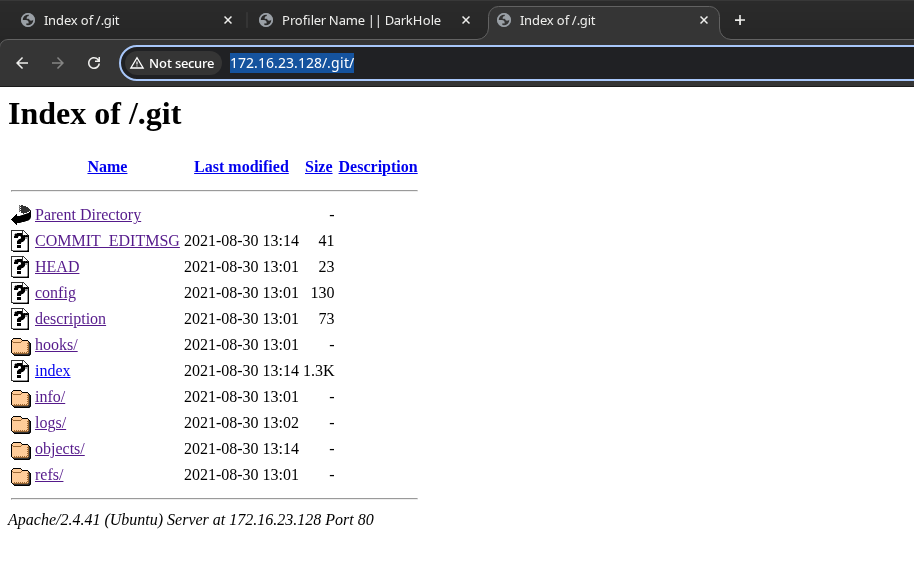 Index of /.git
Profiler Name || DarkHole
Index of /.git
Not secure
172.16.23.128/.git/
Index of /.git
Name Last modified Size Description
Parent Directory -
COMMIT_EDITMSG 2021-08-30 13:14 41
HEAD 2021-08-30 13:01 23
config 2021-08-30 13:01 130
description 2021-08-30 13:01 73
hooks/ 2021-08-30 13:01 -
index 2021-08-30 13:14 1.3K
info/ 2021-08-30 13:01 -
logs/ 2021-08-30 13:02 -
objects/ 2021-08-30 13:14 -
refs/ 2021-08-30 13:01 -
Apache/2.4.41 (Ubuntu) Server at 172.16.23.128 Port 80